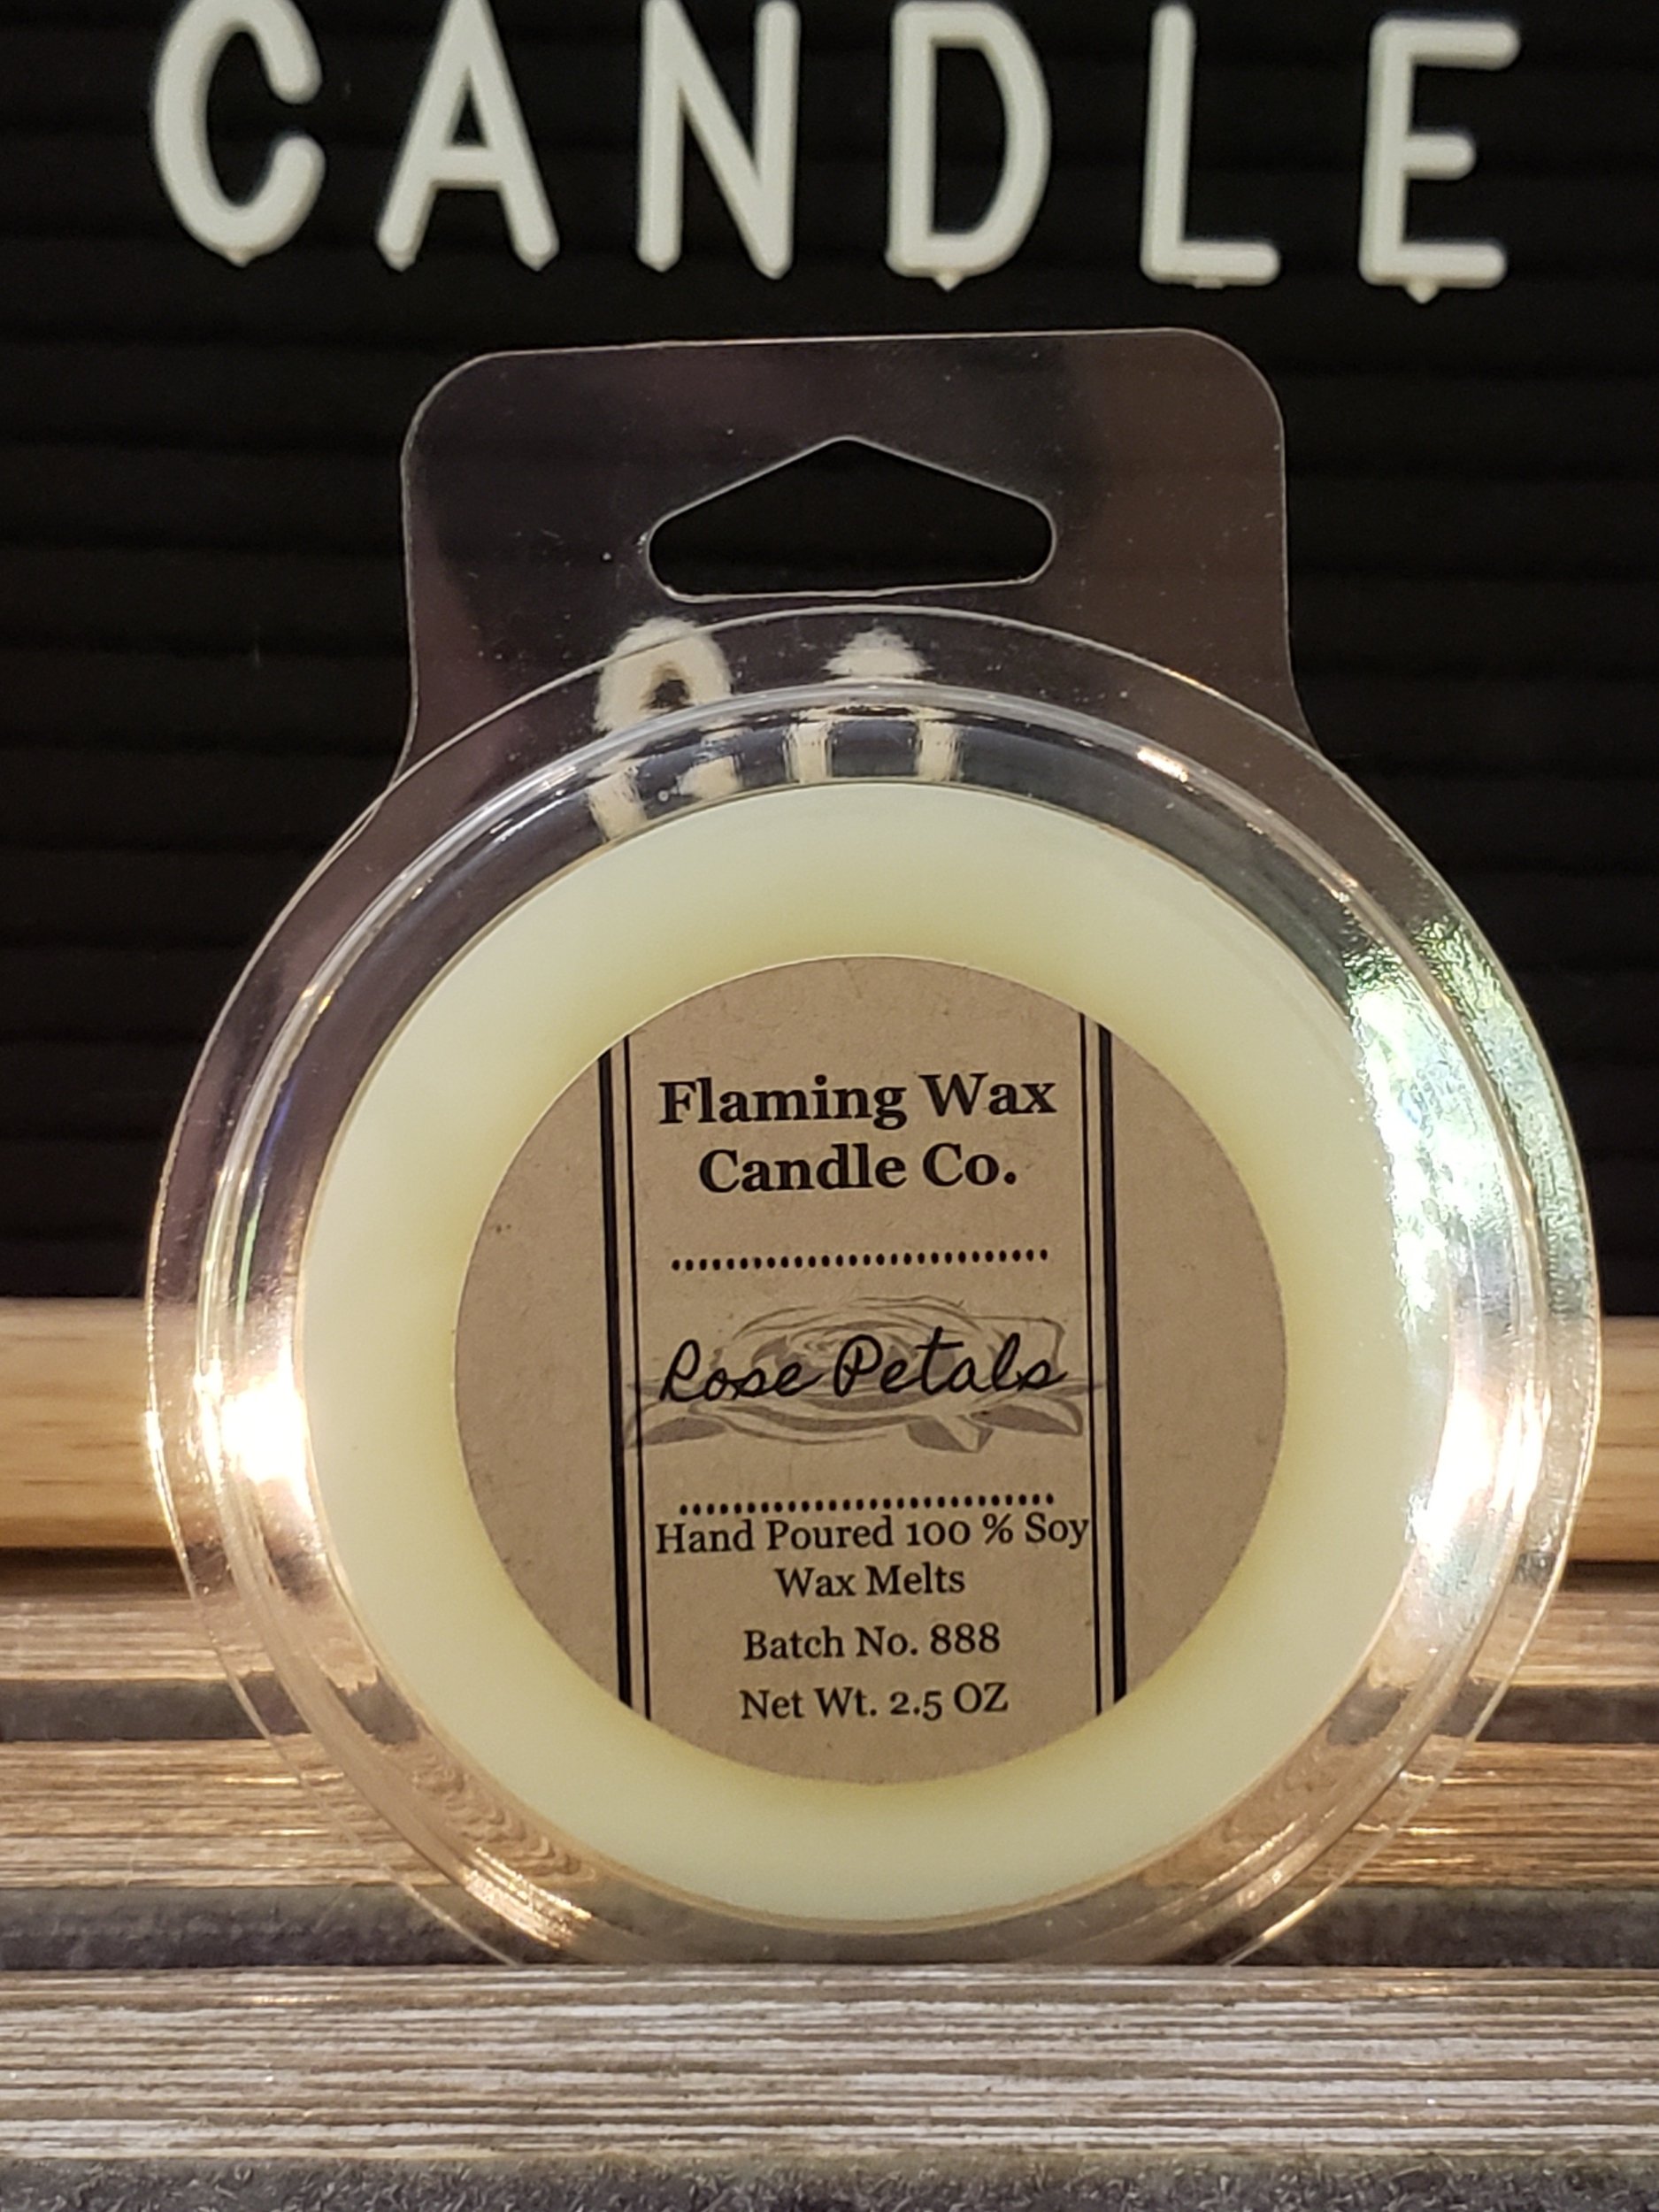 CANDLE
Flaming Wax
Candle Co.
Rose Petals
Hand Poured 100 % Soy
Wax Melts
Batch No. 888
Net Wt. 2.5 OZ